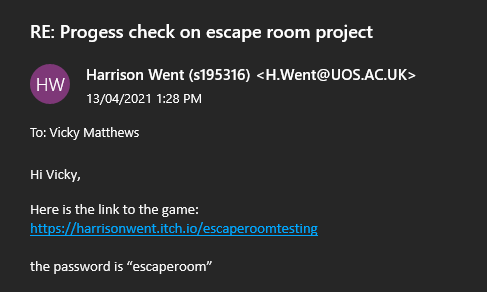 RE: Progess check on escape room project
HW
Harrison Went (s195316) <H.Went@UOS.AC.UK>
13/04/2021 1:28 PM
To: Vicky Matthews
Hi Vicky,
Here is the link to the game:
https://harrisonwent.itch.io/escaperoomtesting
the password is “escaperoom”